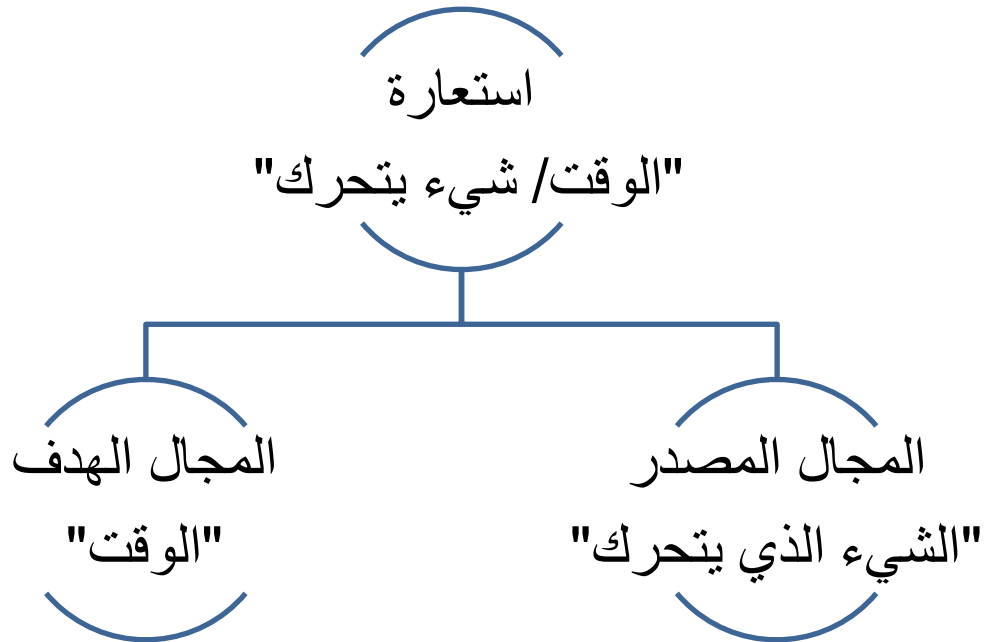 استعارة
"الوقت/ شيء يتحرك"
المجال المصدر
"الشيء الذي يتحرك"
المجال الهدف
"الوقت"